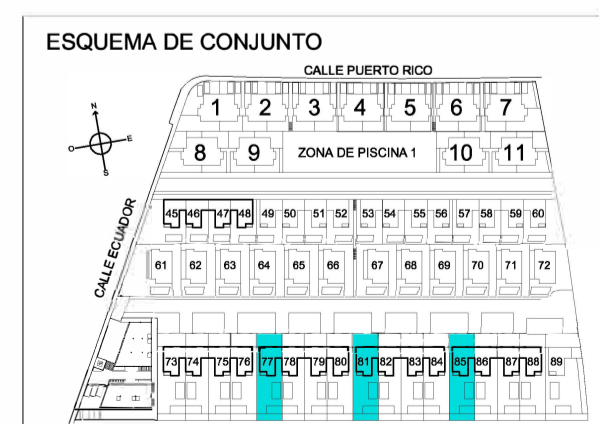 ESQUEMA DE CONJUNTO
CALLE PUERTO RICO
1 2 3 4 5 6 7
N
O E
S
8 9 ZONA DE PISCINA 1 10 11
CALLE ECUADOR
45 46 47 48 49 50 51 52 53 54 55 56 57 58 59 60
61 62 63 64 65 66 67 68 69 70 71 72
73 74 75 76 77 78 79 80 81 82 83 84 85 86 87 88 89